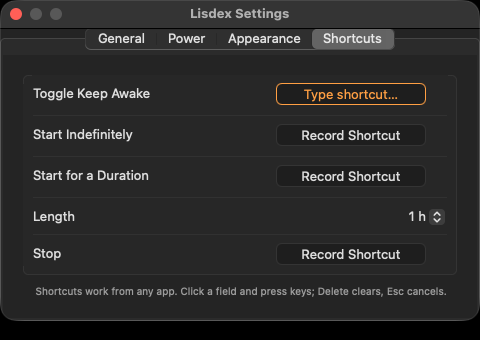 Lisdex Settings
General Power Appearance Shortcuts
Toggle Keep Awake Type shortcut...
Start Indefinitely Record Shortcut
Start for a Duration Record Shortcut
Length 1 h
Stop Record Shortcut
Shortcuts work from any app. Click a field and press keys; Delete clears, Esc cancels.